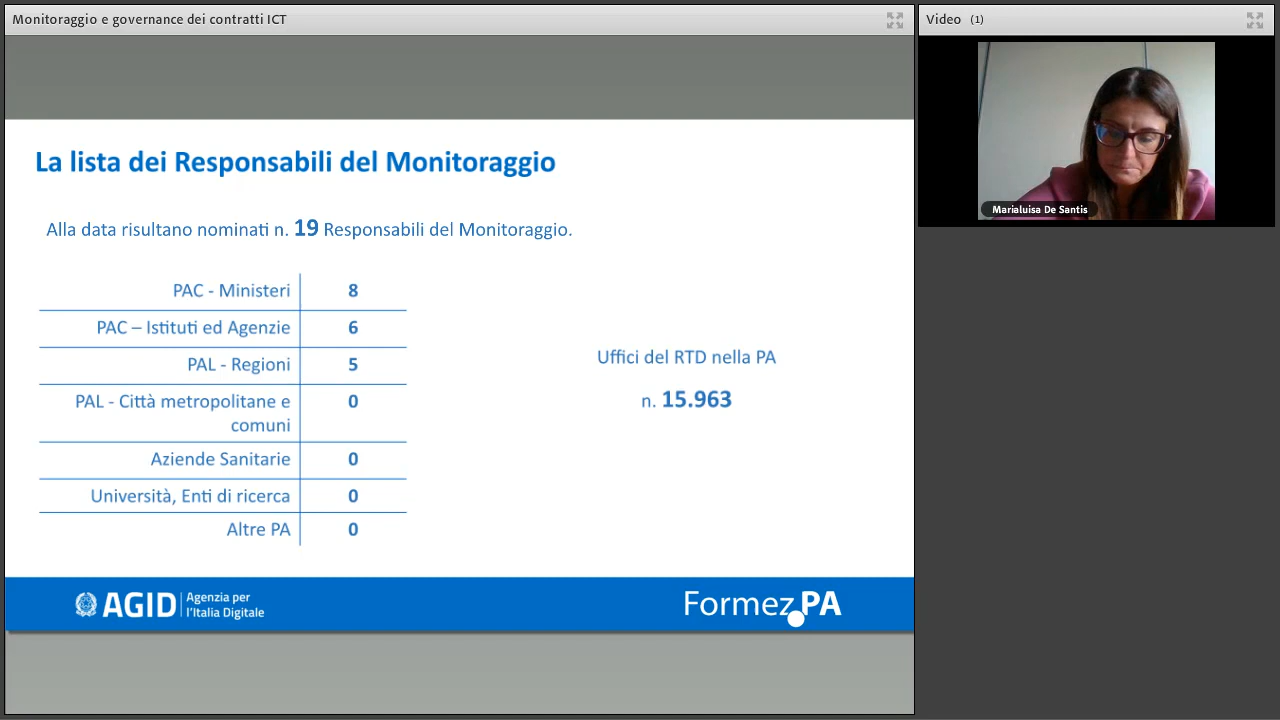 Monitoraggio e governance dei contratti ICT
Video (1)
Marialuisa De Santis
La lista dei Responsabili del Monitoraggio
Alla data risultano nominati n. 19 Responsabili del Monitoraggio.
PAC - Ministeri 8
PAC – Istituti ed Agenzie 6
PAL - Regioni 5
PAL - Città metropolitane e 0
comuni
Aziende Sanitarie 0
Università, Enti di ricerca 0
Altre PA 0
Uffici del RTD nella PA
n. 15.963
AGID Agenzia per
l'Italia Digitale
Formez PA